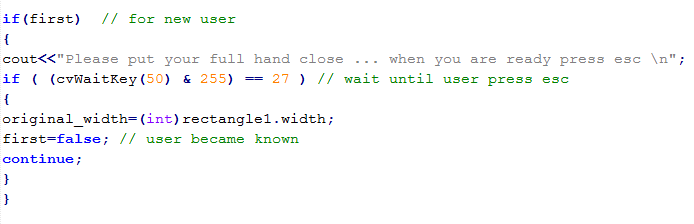 if(first)  // for new user
{
cout<<"Please put your full hand close ... when you are ready press esc \n";
if ( (cvWaitKey(50) & 255) == 27 ) // wait until user press esc
{
original_width=(int)rectangle1.width;
first=false; // user became known
continue;
}
}